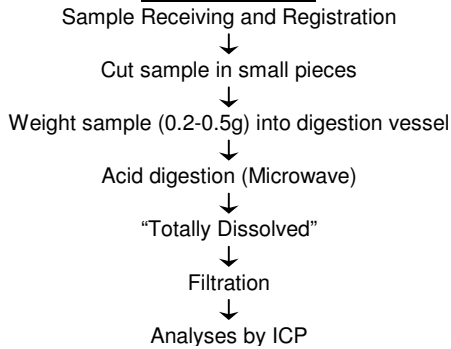 Sample Receiving and Registration
↓
Cut sample in small pieces
↓
Weight sample (0.2-0.5g) into digestion vessel
↓
Acid digestion (Microwave)
↓
“Totally Dissolved”
↓
Filtration
↓
Analyses by ICP